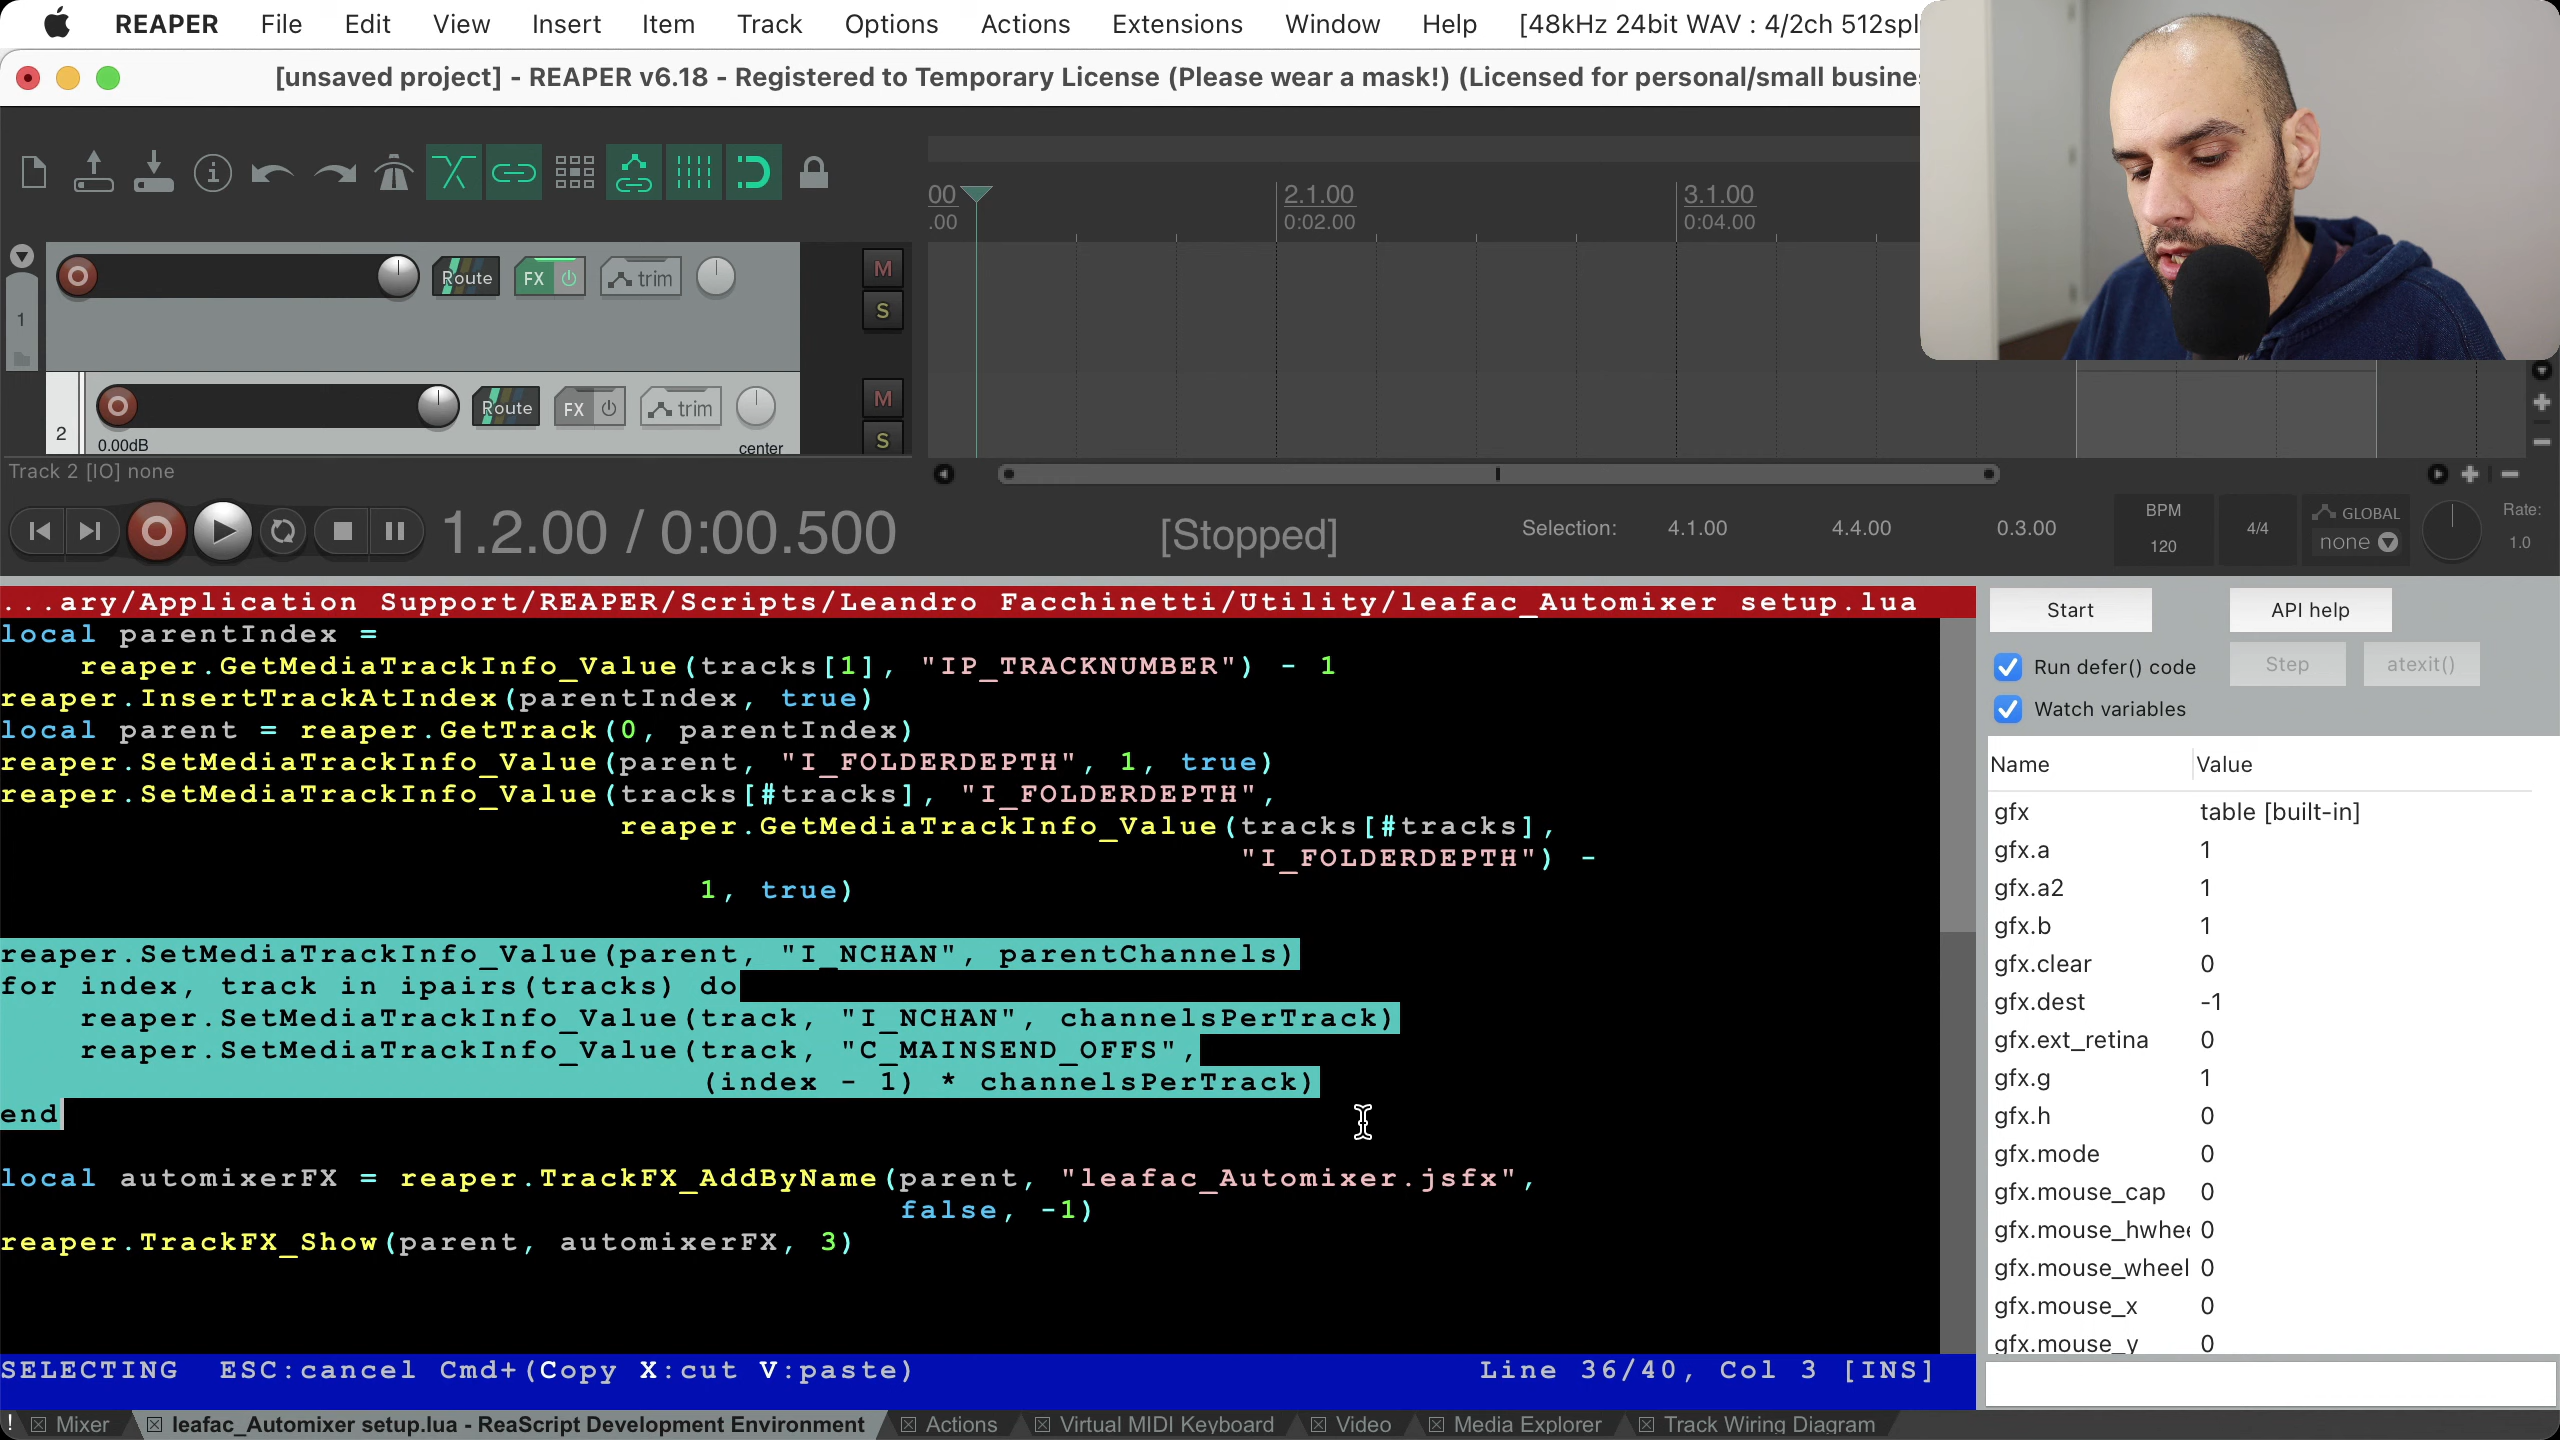 REAPER File Edit View Insert Item Track Options Actions Extensions Window Help [48kHz 24bit WAV : 4/2ch 512spl
[unsaved project] - REAPER v6.18 - Registered to Temporary License (Please wear a mask!) (Licensed for personal/small busine
00 2.1.00 3.1.00
.00 0:02.00 0:04.00
Route FX trim M
1 S
Route FX trim M
2 0.00dB center S
Track 2 [IO] none
1.2.00 / 0:00.500 [Stopped] Selection: 4.1.00 4.4.00 0.3.00 BPM 120 4/4 GLOBAL none Rate: 1.0
...ary/Application Support/REAPER/Scripts/Leandro Facchinetti/Utility/leafac_Automixer setup.lua
local parentIndex =
    reaper.GetMediaTrackInfo_Value(tracks[1], "IP_TRACKNUMBER") - 1
reaper.InsertTrackAtIndex(parentIndex, true)
local parent = reaper.GetTrack(0, parentIndex)
reaper.SetMediaTrackInfo_Value(parent, "I_FOLDERDEPTH", 1, true)
reaper.SetMediaTrackInfo_Value(tracks[#tracks], "I_FOLDERDEPTH",
                               reaper.GetMediaTrackInfo_Value(tracks[#tracks],
                                                              "I_FOLDERDEPTH") -
                                   1, true)
reaper.SetMediaTrackInfo_Value(parent, "I_NCHAN", parentChannels)
for index, track in ipairs(tracks) do
    reaper.SetMediaTrackInfo_Value(track, "I_NCHAN", channelsPerTrack)
    reaper.SetMediaTrackInfo_Value(track, "C_MAINSEND_OFFS",
                                   (index - 1) * channelsPerTrack)
end
local automixerFX = reaper.TrackFX_AddByName(parent, "leafac_Automixer.jsfx",
                                             false, -1)
reaper.TrackFX_Show(parent, automixerFX, 3)
SELECTING ESC:cancel Cmd+(Copy X:cut V:paste) Line 36/40, Col 3 [INS]
Start API help
Run defer() code Step atexit()
Watch variables
Name Value
gfx table [built-in]
gfx.a 1
gfx.a2 1
gfx.b 1
gfx.clear 0
gfx.dest -1
gfx.ext_retina 0
gfx.g 1
gfx.h 0
gfx.mode 0
gfx.mouse_cap 0
gfx.mouse_hwhee 0
gfx.mouse_wheel 0
gfx.mouse_x 0
gfx.mouse_y 0
! Mixer leafac_Automixer setup.lua - ReaScript Development Environment Actions Virtual MIDI Keyboard Video Media Explorer Track Wiring Diagram